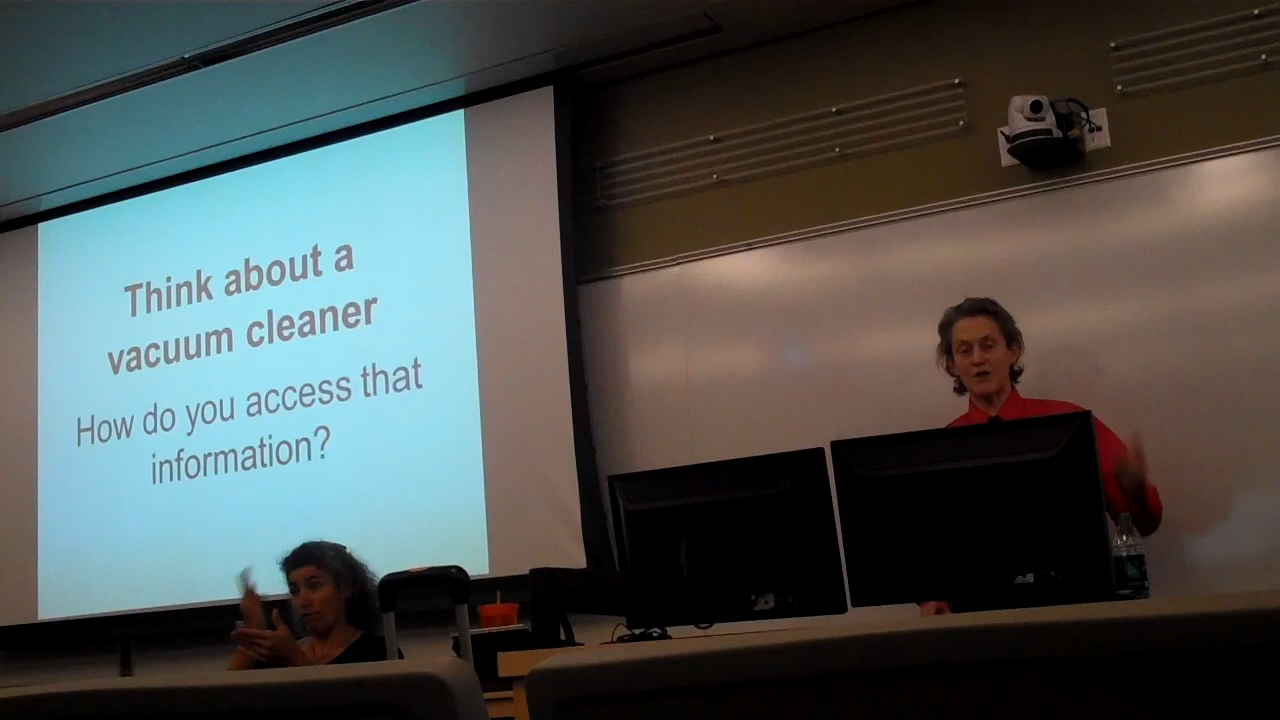 Think about a
vacuum cleaner
How do you access that
information?